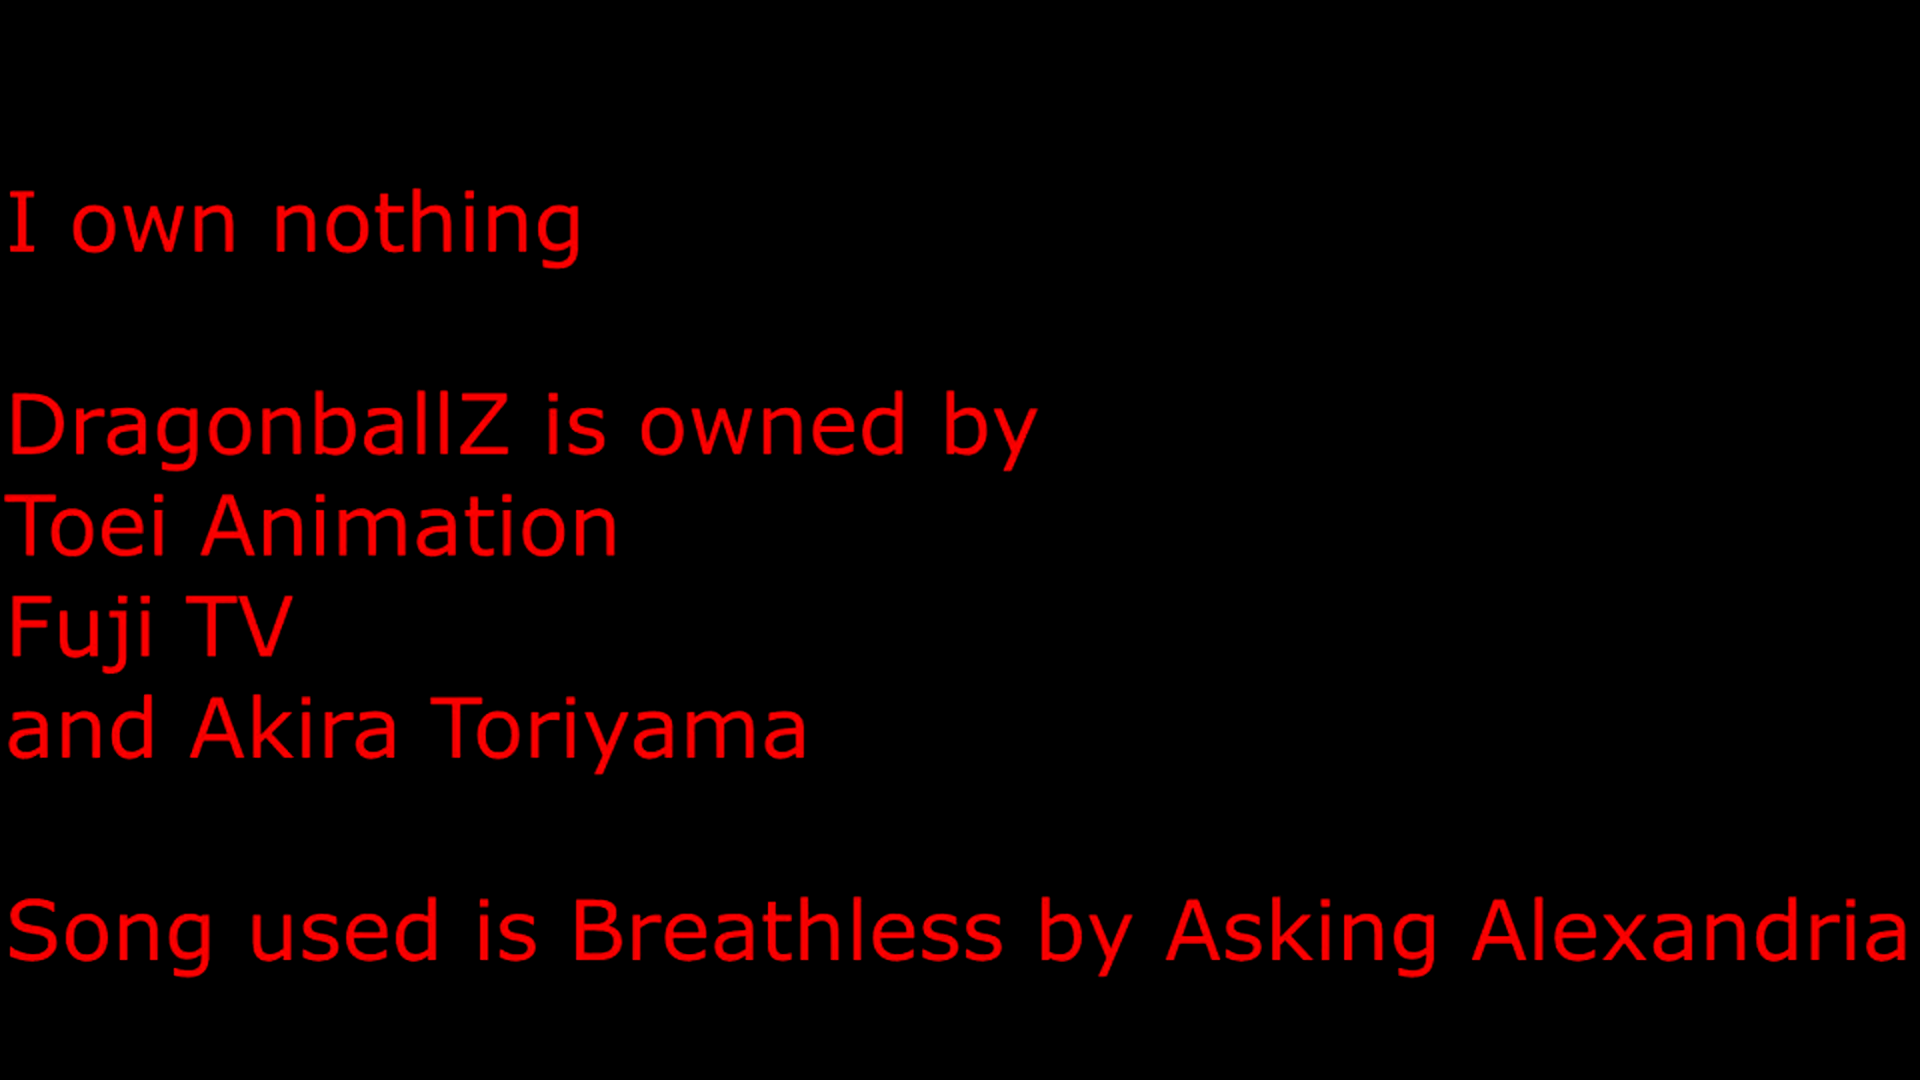 I own nothing
DragonballZ is owned by
Toei Animation
Fuji TV
and Akira Toriyama
Song used is Breathless by Asking Alexandria